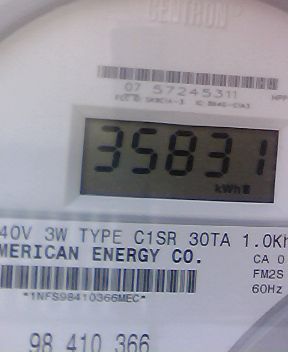 CENTRON
07 57245311
35831
kWh
40V 3W TYPE C1SR 30TA 1.0Kh
MERICAN ENERGY CO.
CA 0
FM2S
60Hz
*1NFS98410366MEC*
98 410 366